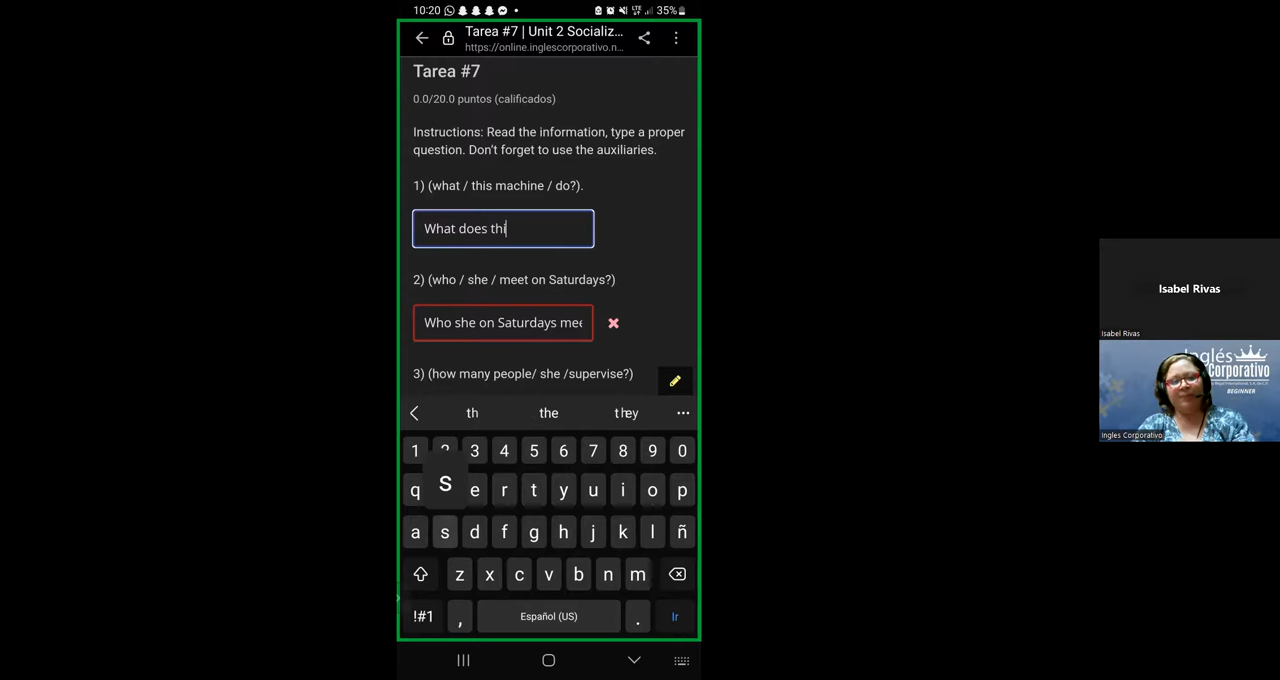 10:20 LTE 35%
Tarea #7 | Unit 2 Socializ...
https://online.inglescorporativo.n...
Tarea #7
0.0/20.0 puntos (calificados)
Instructions: Read the information, type a proper
question. Don't forget to use the auxiliaries.
1) (what / this machine / do?).
What does thi
2) (who / she / meet on Saturdays?)
Who she on Saturdays mee
3) (how many people/ she /supervise?)
th the they ...
1 2 3 4 5 6 7 8 9 0
q s e r t y u i o p
a s d f g h j k l ñ
z x c v b n m
!#1 , Español (US) . Ir
Isabel Rivas
Isabel Rivas
Inglés
Corporativo
BEGINNER
Ingles Corporativo